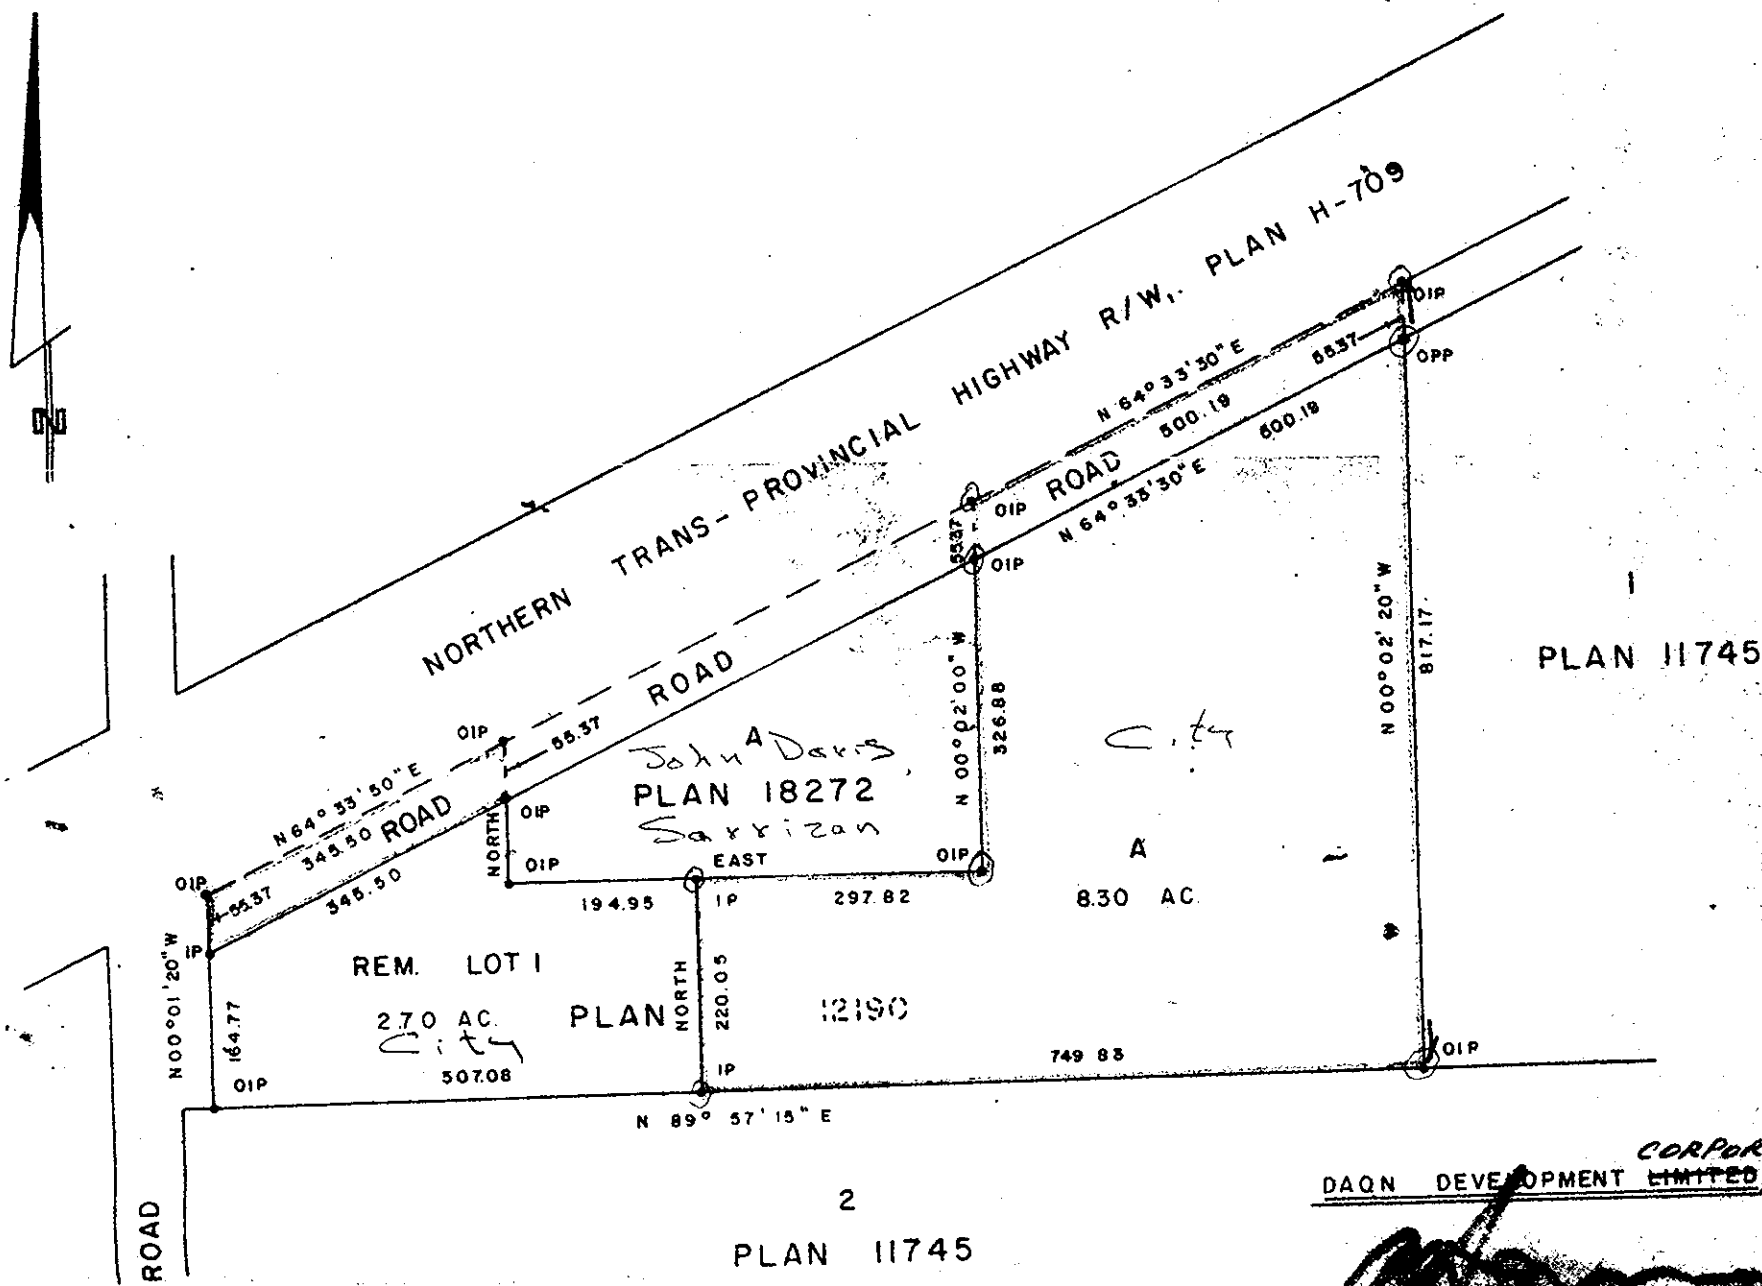 N
NORTHERN TRANS-PROVINCIAL HIGHWAY R/W,. PLAN H-709
OIP
55.37
OPP
N 64° 33' 30" E
500.19
ROAD
500.19
N 64° 33' 30" E
OIP
55.37
OIP
1
PLAN 11745
N 00° 02' 20" W
817.17
N 00° 02' 00" W
326.88
City
A
8.30 AC.
ROAD
55.37
OIP
A
John Davis
PLAN 18272
Sarrizan
OIP
NORTH
OIP
EAST
OIP
194.95
IP
297.82
N 64° 33' 50" E
345.50 ROAD
345.50
OIP
55.37
IP
N 00° 01' 20" W
164.77
REM. LOT 1
2.70 AC.
City
507.08
OIP
PLAN 12190
NORTH
220.05
IP
749.83
OIP
N 89° 57' 15" E
ROAD
2
PLAN 11745
CORPOR
DAON DEVELOPMENT LIMITED